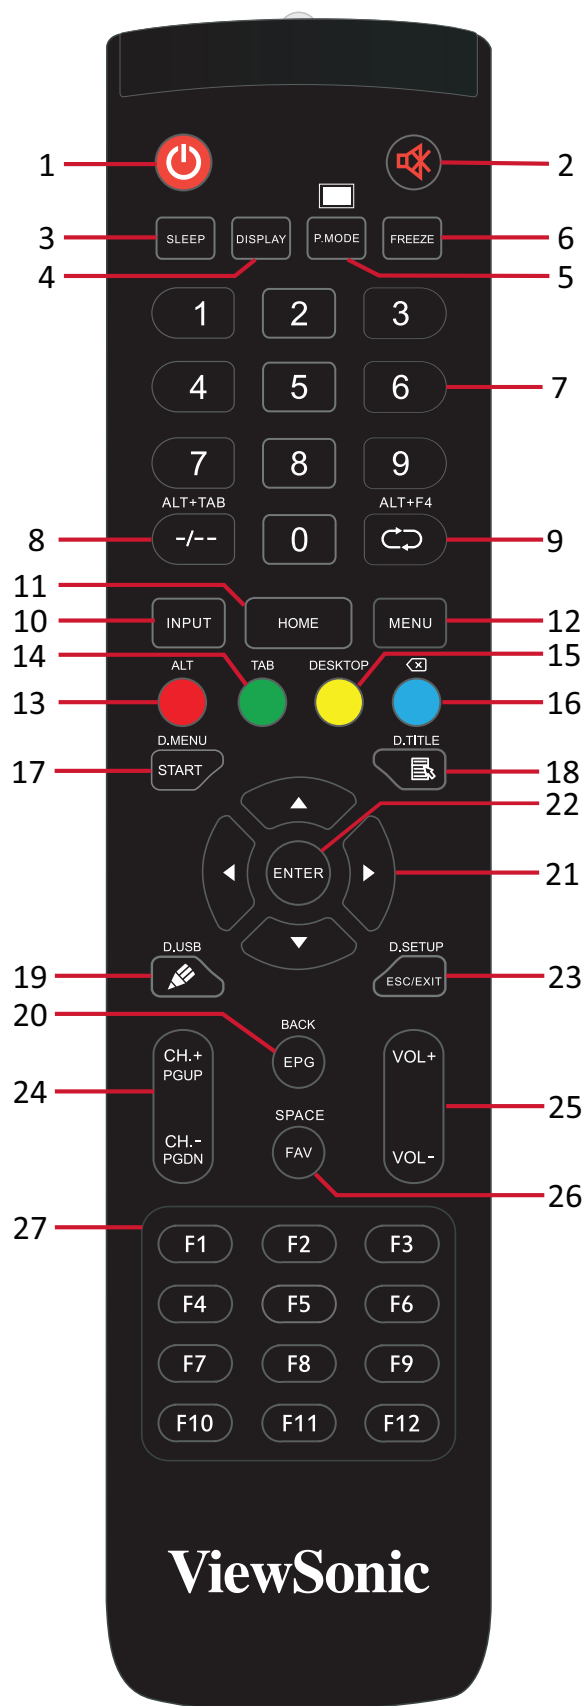 1
2
3 SLEEP DISPLAY P.MODE FREEZE 6
4 5
1 2 3
4 5 6 7
7 8 9
ALT+TAB ALT+F4
8 -/-- 0 9
11
10 INPUT HOME MENU 12
14 15
ALT TAB DESKTOP
13 16
D.MENU D.TITLE
17 START 18
22
ENTER 21
D.USB D.SETUP
19 ESC/EXIT 23
20 BACK
EPG
CH.+ VOL+
PGUP
24 25
SPACE
CH.- FAV VOL-
PGDN
26
27 F1 F2 F3
F4 F5 F6
F7 F8 F9
F10 F11 F12
ViewSonic